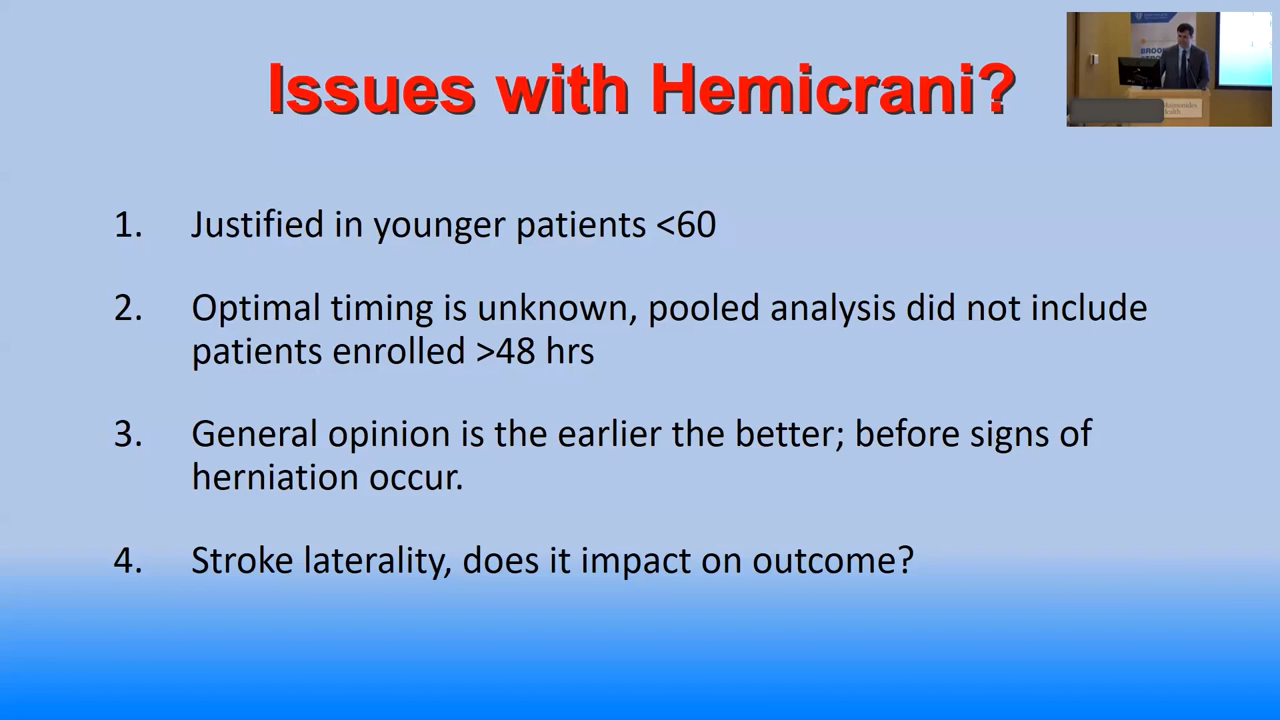 Issues with Hemicrani?
1. Justified in younger patients <60
2. Optimal timing is unknown, pooled analysis did not include
patients enrolled >48 hrs
3. General opinion is the earlier the better; before signs of
herniation occur.
4. Stroke laterality, does it impact on outcome?
Maimonides
Health